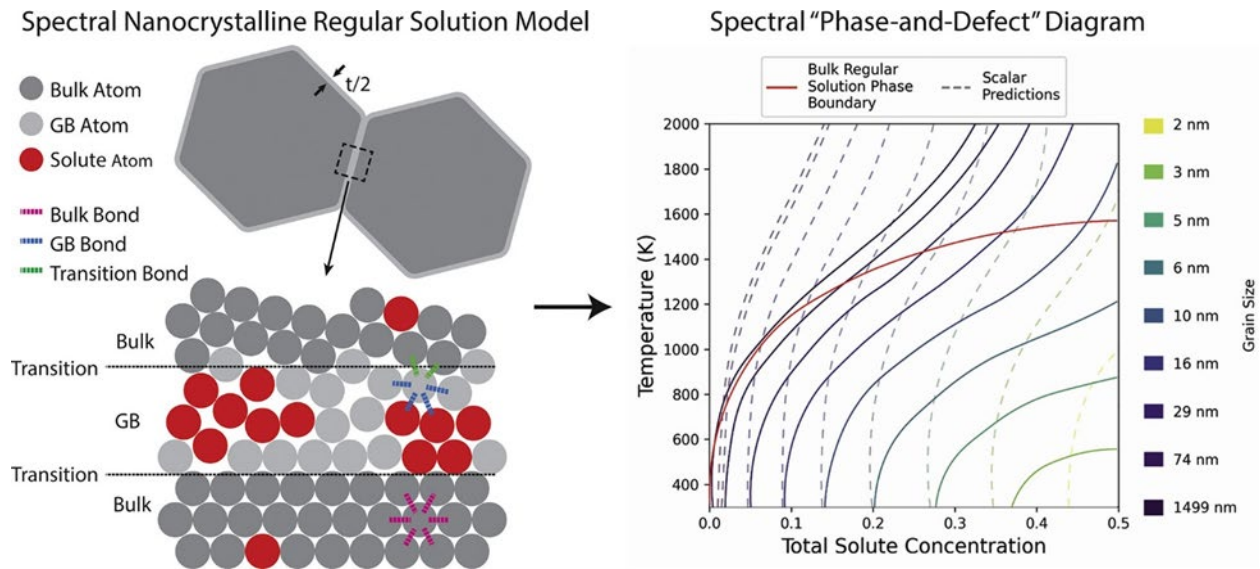 Spectral Nanocrystalline Regular Solution Model
Bulk Atom
GB Atom
Solute Atom
Bulk Bond
GB Bond
Transition Bond
t/2
Bulk
Transition
GB
Transition
Bulk
Spectral "Phase-and-Defect" Diagram
Bulk Regular
Solution Phase
Boundary
Scalar
Predictions
2000
1800
1600
1400
1200
1000
800
600
400
Temperature (K)
0.0 0.1 0.2 0.3 0.4 0.5
Total Solute Concentration
2 nm
3 nm
5 nm
6 nm
10 nm
16 nm
29 nm
74 nm
1499 nm
Grain Size